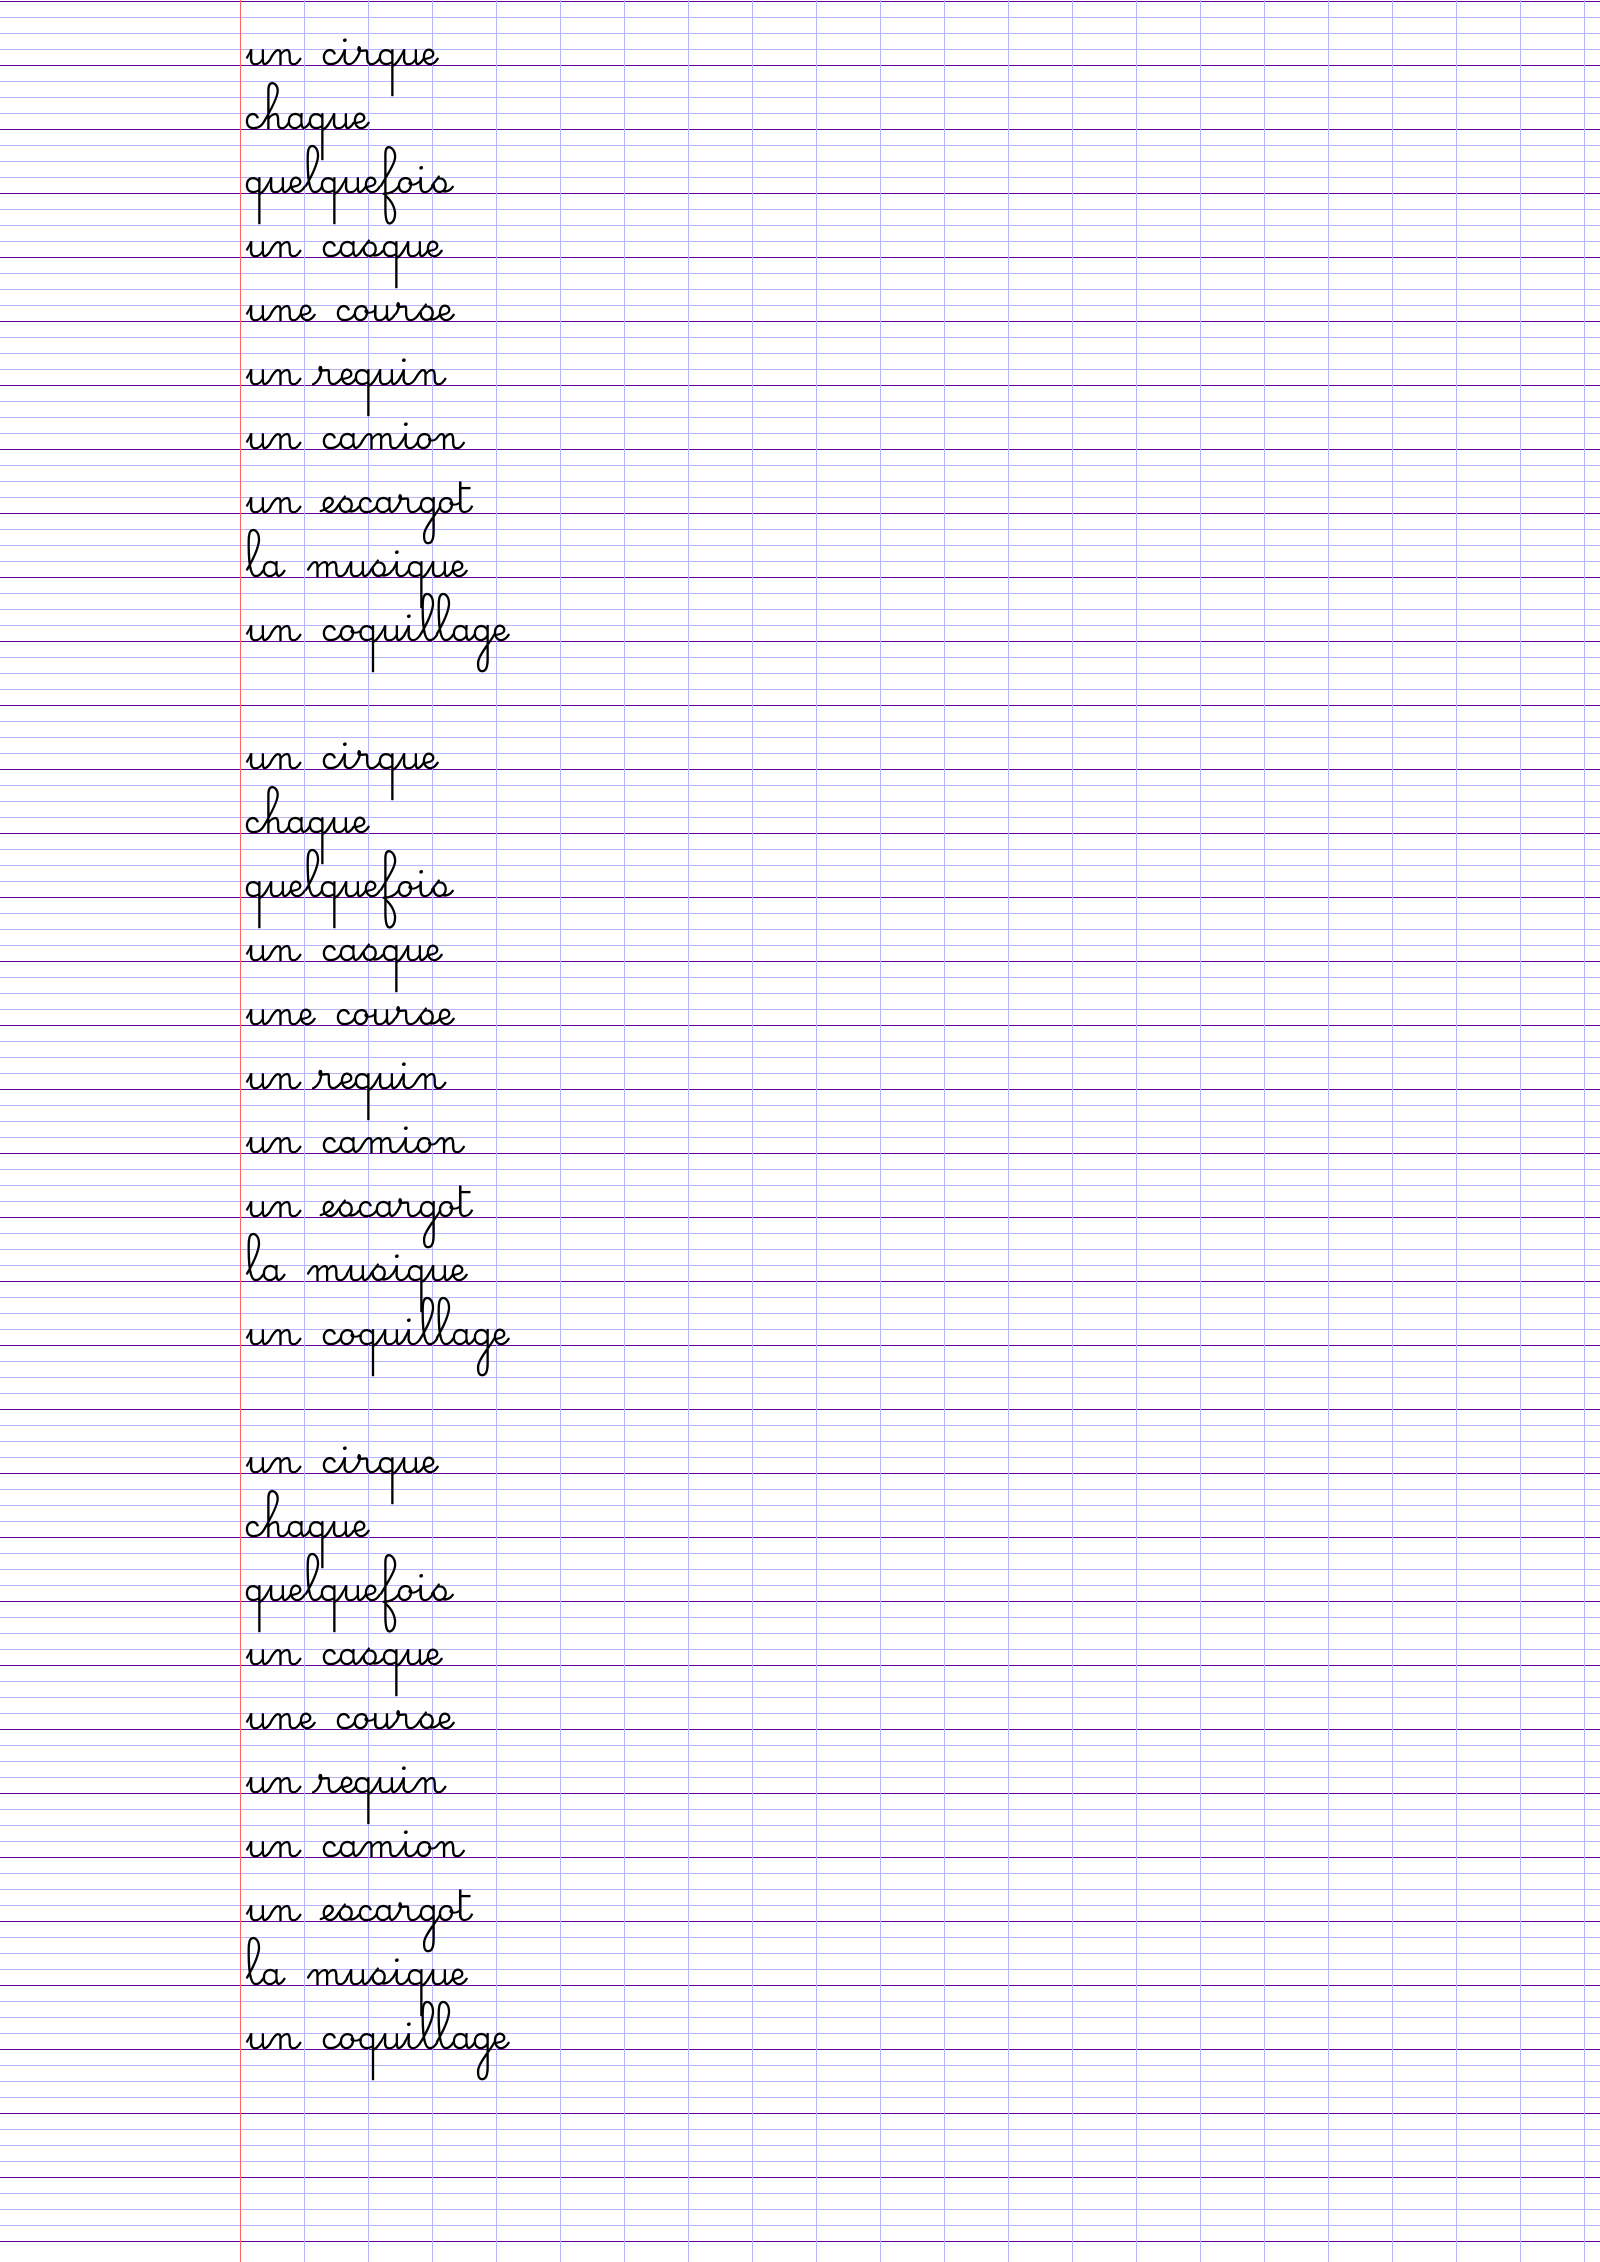 un cirque
chaque
quelquefois
un casque
une course
un requin
un camion
un escargot
la musique
un coquillage
un cirque
chaque
quelquefois
un casque
une course
un requin
un camion
un escargot
la musique
un coquillage
un cirque
chaque
quelquefois
un casque
une course
un requin
un camion
un escargot
la musique
un coquillage